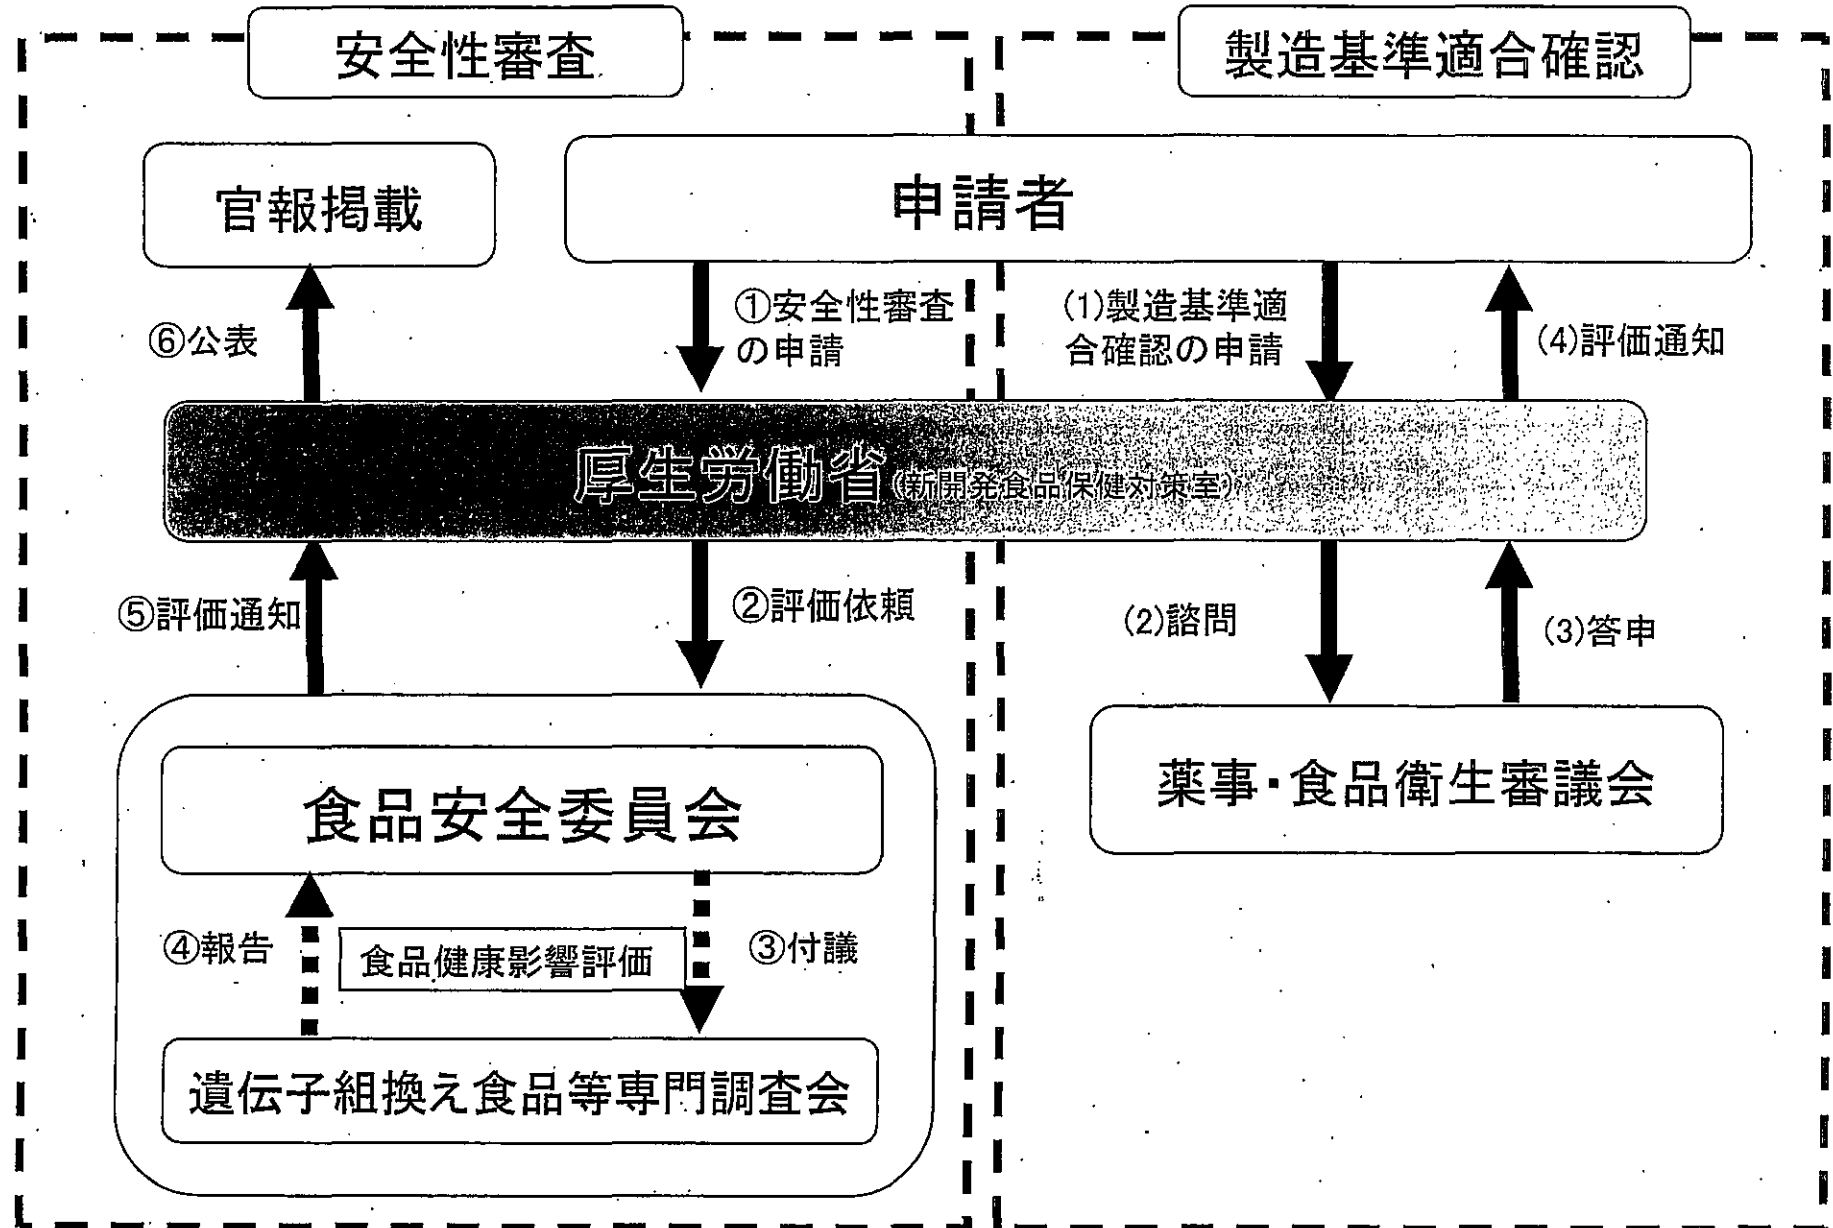 安全性審査
製造基準適合確認
官報掲載
申請者
⑥公表
①安全性審査
の申請
(1)製造基準適
合確認の申請
(4)評価通知
厚生労働省(新開発食品保健対策室)
⑤評価通知
②評価依頼
(2)諮問
(3)答申
食品安全委員会
薬事・食品衛生審議会
④報告
食品健康影響評価
③付議
遺伝子組換え食品等専門調査会